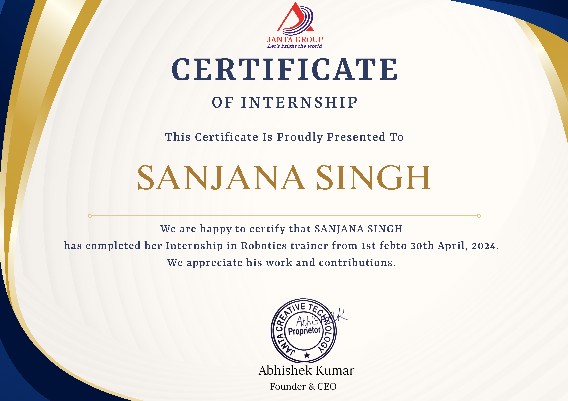 JANTA GROUP
Let's bright the world
CERTIFICATE
OF INTERNSHIP
This Certificate Is Proudly Presented To
SANJANA SINGH
We are happy to certify that SANJANA SINGH
has completed her Internship in Robotics trainer from 1st febto 30th April, 2024.
We appreciate his work and contributions.
JANTA CREATIVE TECHNOLOGY
Proprietor
Abhishek Kumar
Founder & CEO